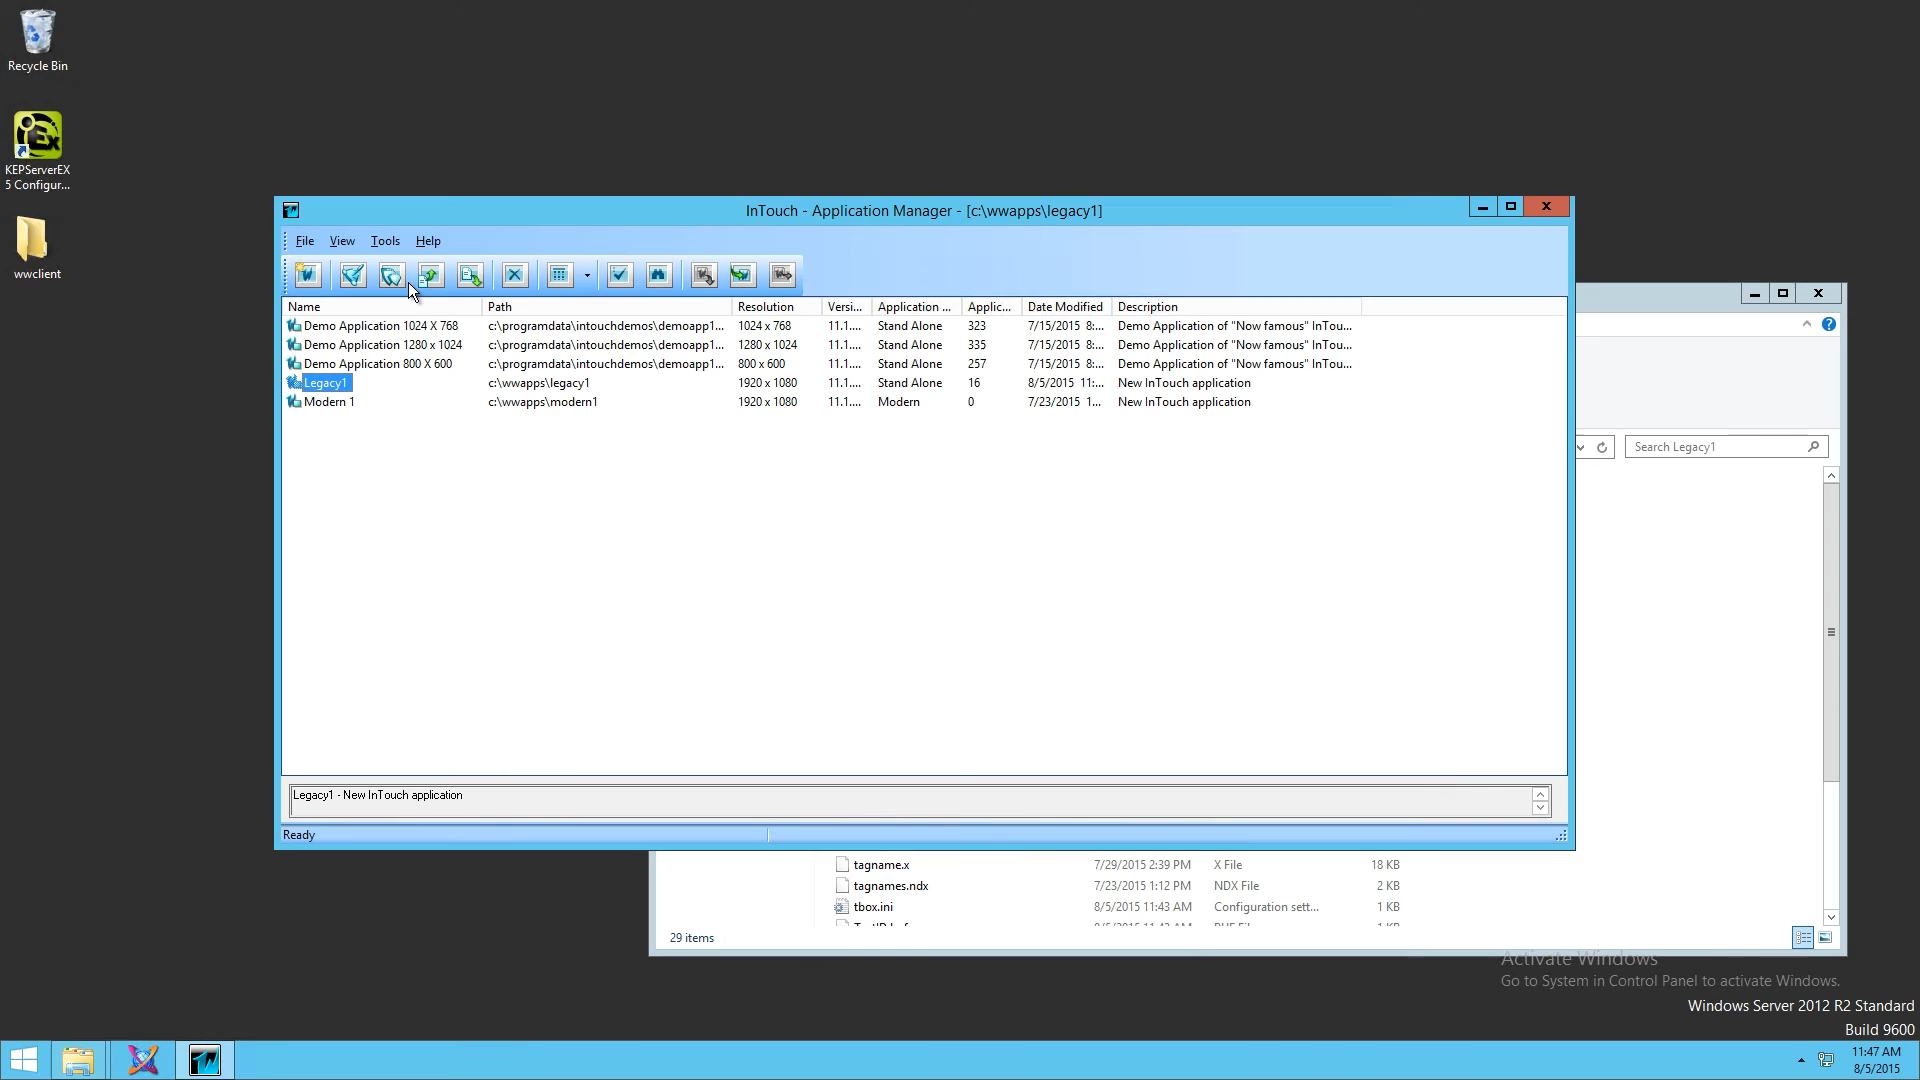 Recycle Bin
KEPServerEX
5 Configur...
wwclient
InTouch - Application Manager - [c:\wwapps\legacy1]
File View Tools Help
Name Path Resolution Versi... Application ... Applic... Date Modified Description
Demo Application 1024 X 768 c:\programdata\intouchdemos\demoapp1... 1024 x 768 11.1.... Stand Alone 323 7/15/2015 8:... Demo Application of "Now famous" InTou...
Demo Application 1280 x 1024 c:\programdata\intouchdemos\demoapp1... 1280 x 1024 11.1.... Stand Alone 335 7/15/2015 8:... Demo Application of "Now famous" InTou...
Demo Application 800 X 600 c:\programdata\intouchdemos\demoapp1... 800 x 600 11.1.... Stand Alone 257 7/15/2015 8:... Demo Application of "Now famous" InTou...
Legacy1 c:\wwapps\legacy1 1920 x 1080 11.1.... Stand Alone 16 8/5/2015 11:... New InTouch application
Modern 1 c:\wwapps\modern1 1920 x 1080 11.1.... Modern 0 7/23/2015 1... New InTouch application
Search Legacy1
Legacy1 - New InTouch application
Ready
tagname.x 7/29/2015 2:39 PM X File 18 KB
tagnames.ndx 7/23/2015 1:12 PM NDX File 2 KB
tbox.ini 8/5/2015 11:43 AM Configuration sett... 1 KB
29 items
Activate Windows
Go to System in Control Panel to activate Windows.
Windows Server 2012 R2 Standard
Build 9600
11:47 AM
8/5/2015